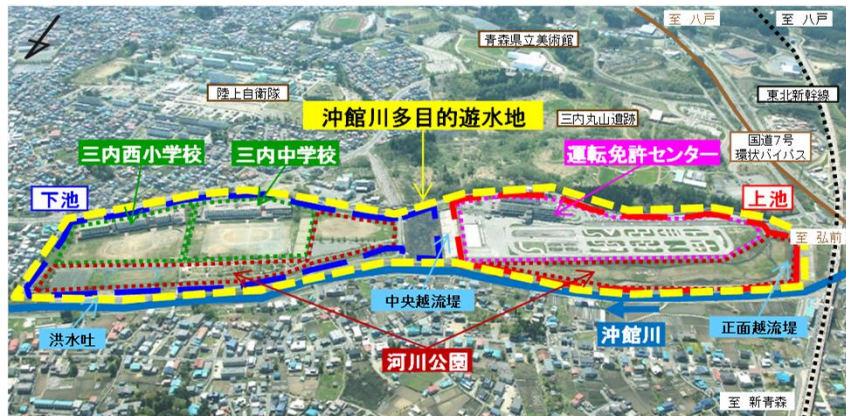 至 八戸
至 八戸
青森県立美術館
陸上自衛隊
東北新幹線
沖館川多目的遊水地
三内丸山遺跡
国道7号
環状バイパス
三内西小学校
三内中学校
運転免許センター
下池
上池
至 弘前
中央越流堤
洪水吐
沖館川
正面越流堤
河川公園
至 新青森